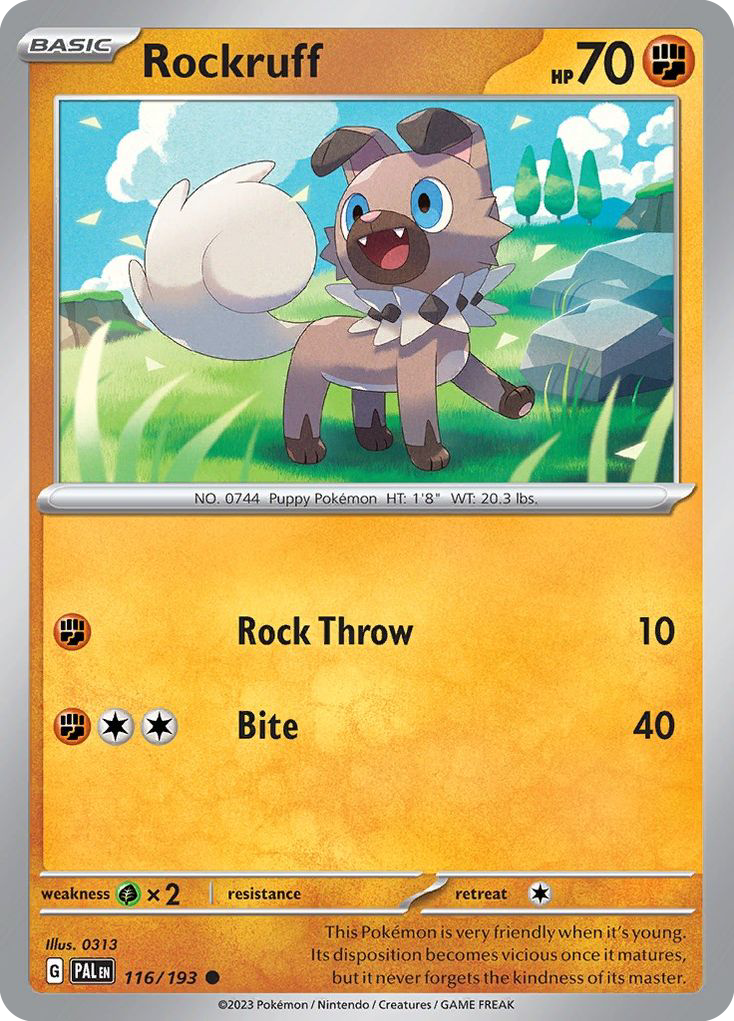 BASIC
Rockruff
HP 70
NO. 0744 Puppy Pokémon HT: 1'8" WT: 20.3 lbs.
Rock Throw 10
Bite 40
weakness ×2 resistance retreat
Illus. 0313
This Pokémon is very friendly when it's young.
Its disposition becomes vicious once it matures,
but it never forgets the kindness of its master.
G PAL EN 116/193
©2023 Pokémon / Nintendo / Creatures / GAME FREAK